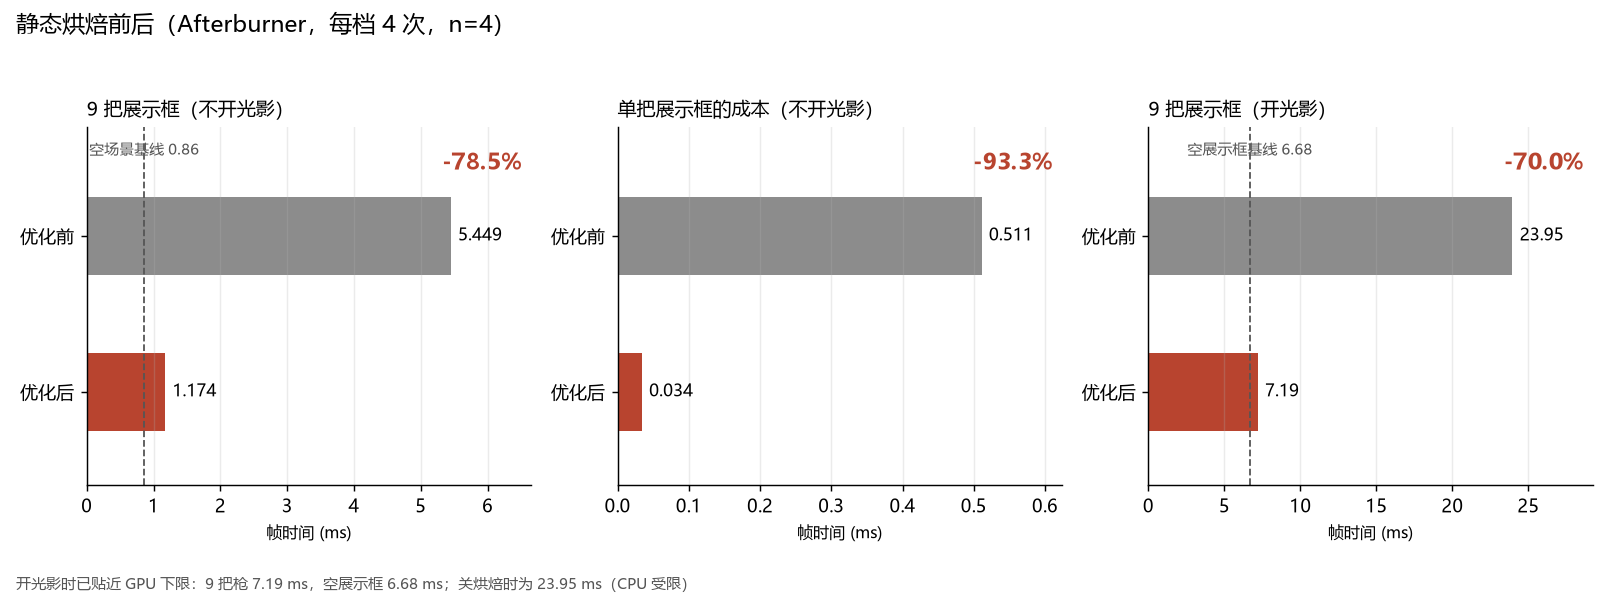 静态烘焙前后（Afterburner，每档 4 次，n=4）
9 把展示框（不开光影）
空场景基线 0.86
-78.5%
优化前
5.449
优化后
1.174
0 1 2 3 4 5 6
帧时间 (ms)
单把展示框的成本（不开光影）
-93.3%
优化前
0.511
优化后
0.034
0.0 0.1 0.2 0.3 0.4 0.5 0.6
帧时间 (ms)
9 把展示框（开光影）
空展示框基线 6.68
-70.0%
优化前
23.95
优化后
7.19
0 5 10 15 20 25
帧时间 (ms)
开光影时已贴近 GPU 下限：9 把枪 7.19 ms，空展示框 6.68 ms；关烘焙时为 23.95 ms（CPU 受限）